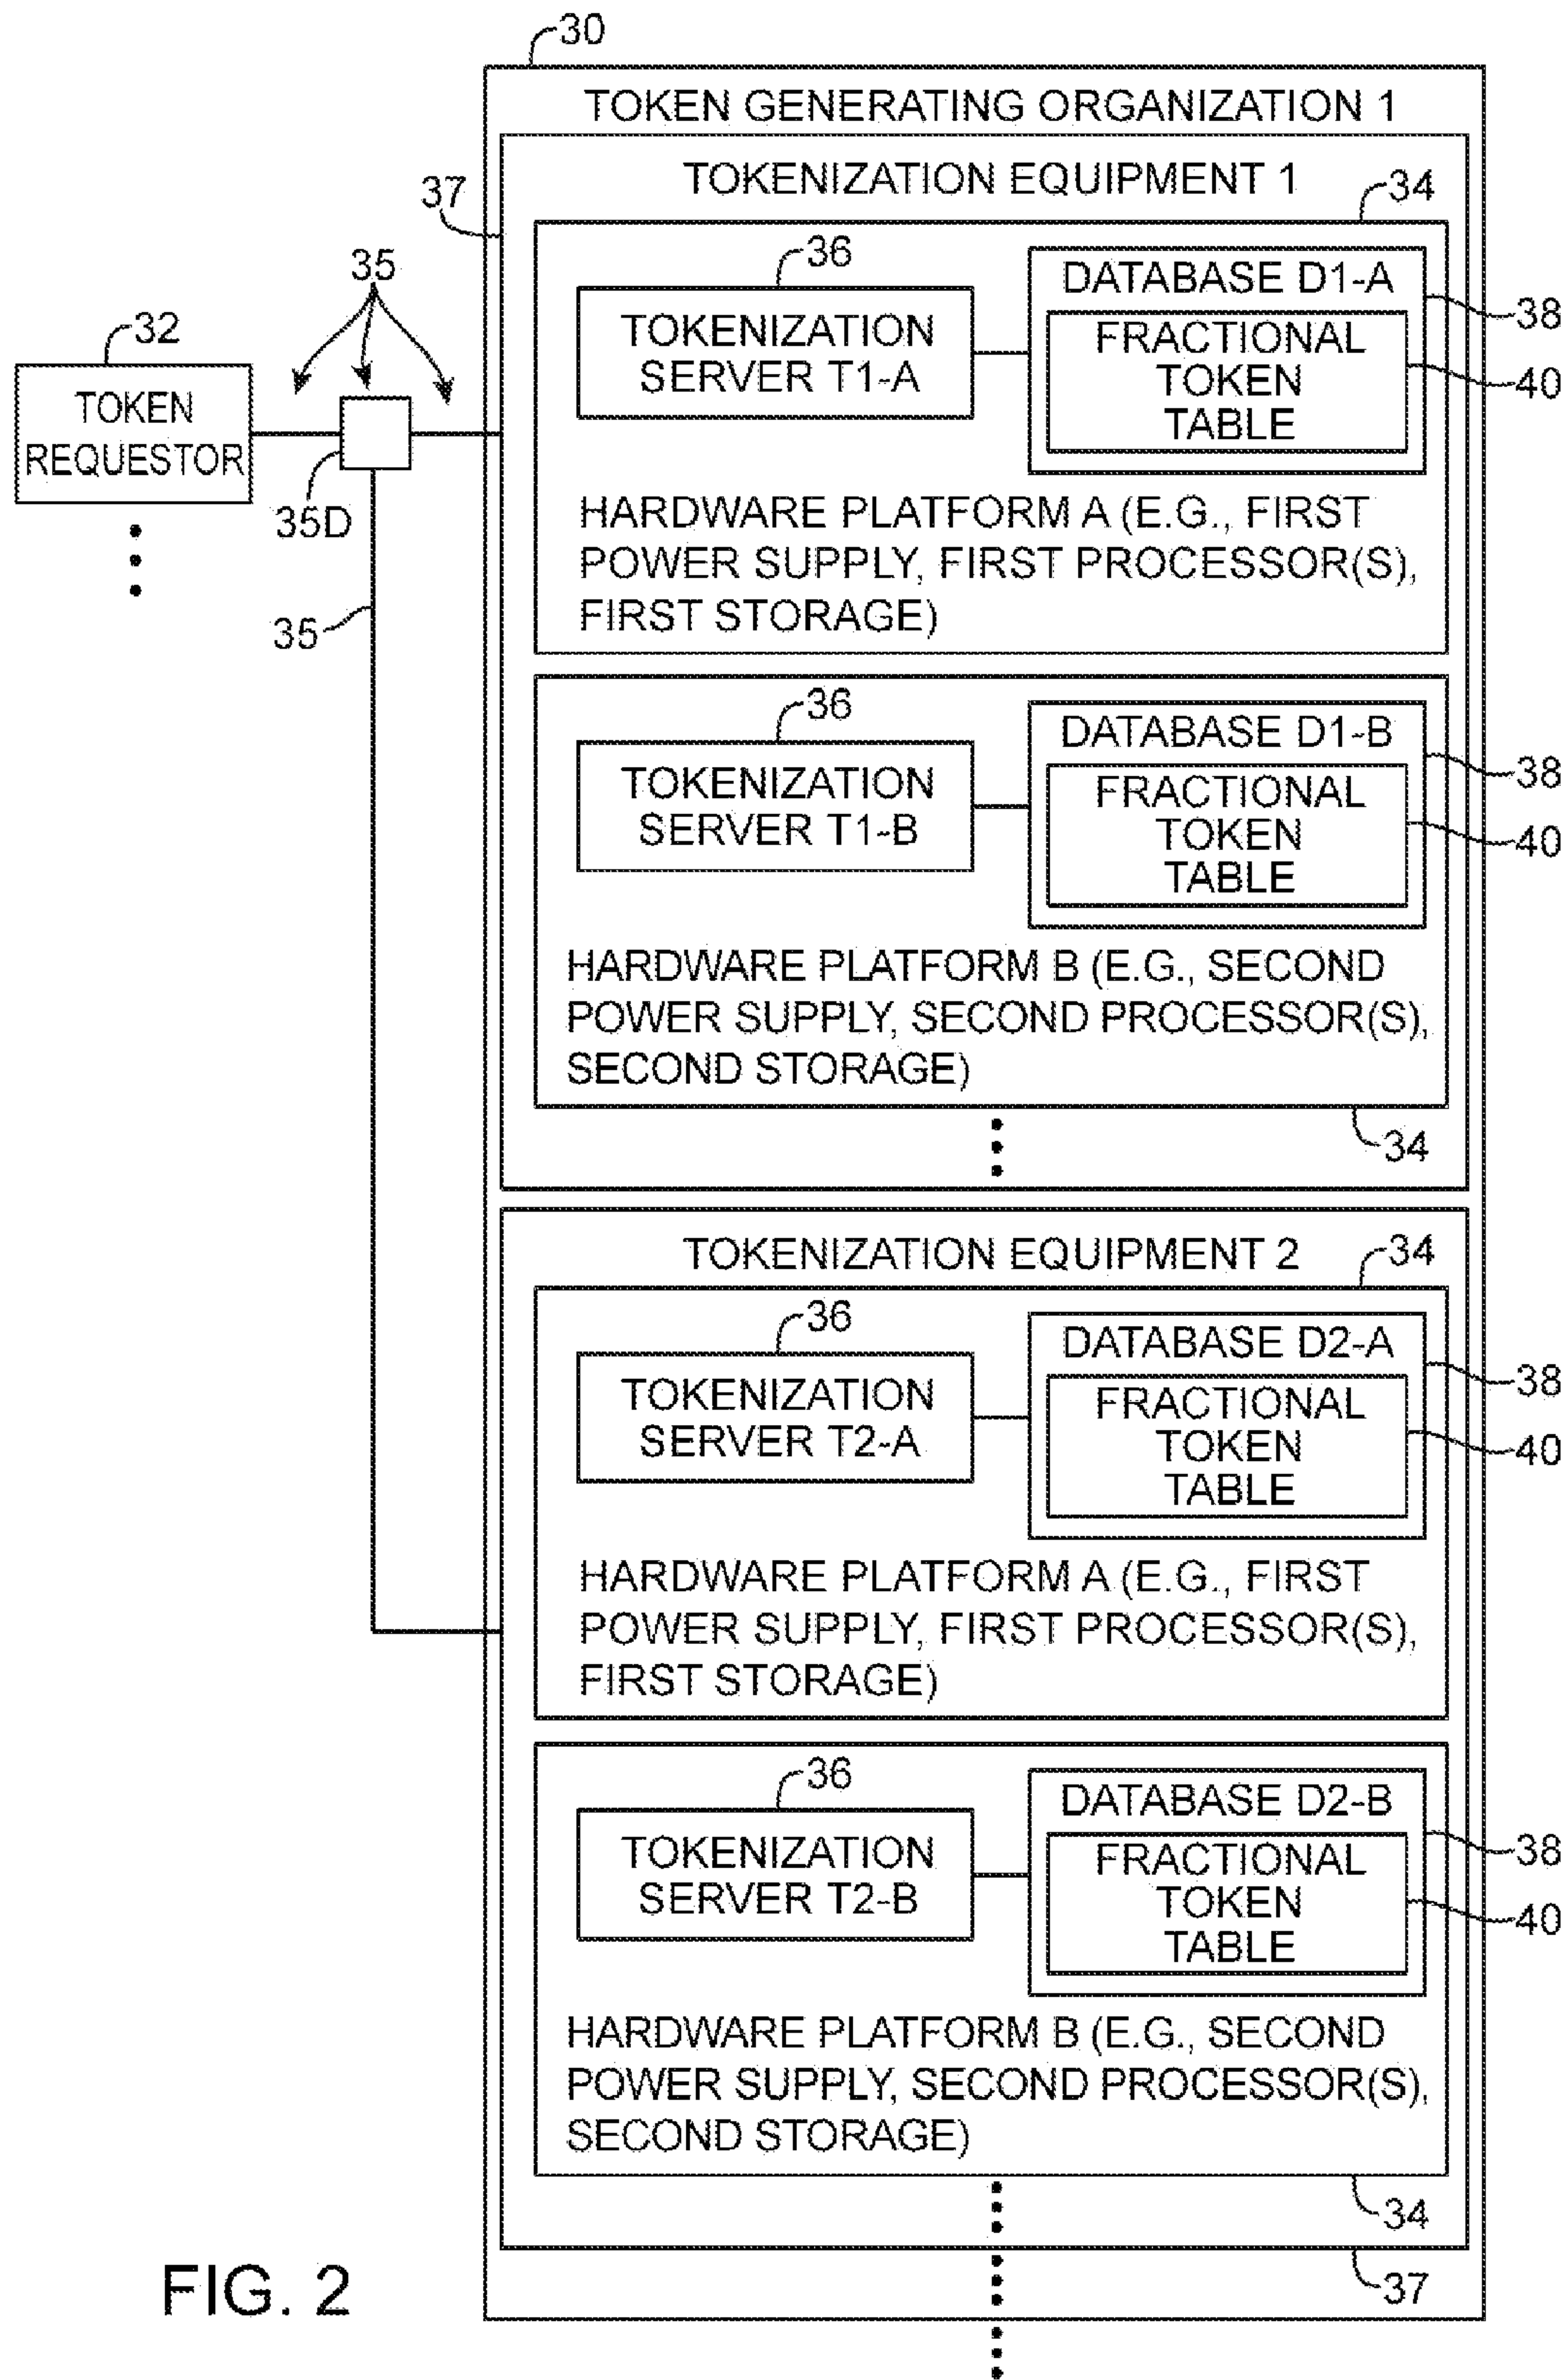 30
TOKEN GENERATING ORGANIZATION 1
TOKENIZATION EQUIPMENT 1
37
34
36
DATABASE D1-A
38
35
TOKENIZATION
SERVER T1-A
FRACTIONAL
TOKEN
TABLE
40
32
TOKEN
REQUESTOR
35D
35
HARDWARE PLATFORM A (E.G., FIRST
POWER SUPPLY, FIRST PROCESSOR(S),
FIRST STORAGE)
36
DATABASE D1-B
38
TOKENIZATION
SERVER T1-B
FRACTIONAL
TOKEN
TABLE
40
HARDWARE PLATFORM B (E.G., SECOND
POWER SUPPLY, SECOND PROCESSOR(S),
SECOND STORAGE)
34
TOKENIZATION EQUIPMENT 2
34
36
DATABASE D2-A
38
TOKENIZATION
SERVER T2-A
FRACTIONAL
TOKEN
TABLE
40
HARDWARE PLATFORM A (E.G., FIRST
POWER SUPPLY, FIRST PROCESSOR(S),
FIRST STORAGE)
36
DATABASE D2-B
38
TOKENIZATION
SERVER T2-B
FRACTIONAL
TOKEN
TABLE
40
HARDWARE PLATFORM B (E.G., SECOND
POWER SUPPLY, SECOND PROCESSOR(S),
SECOND STORAGE)
34
37
FIG. 2